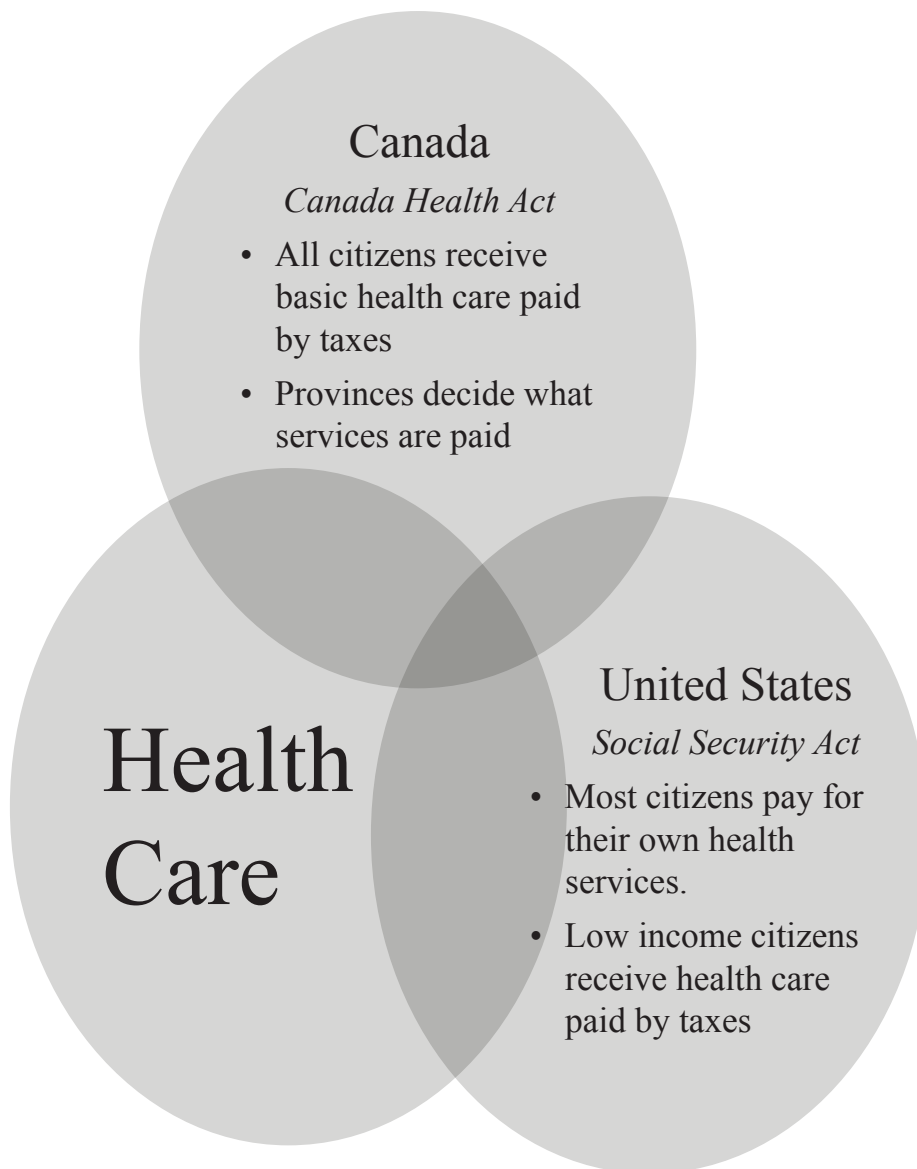 Canada
Canada Health Act
• All citizens receive
basic health care paid
by taxes
• Provinces decide what
services are paid
Health
Care
United States
Social Security Act
• Most citizens pay for
their own health
services.
• Low income citizens
receive health care
paid by taxes